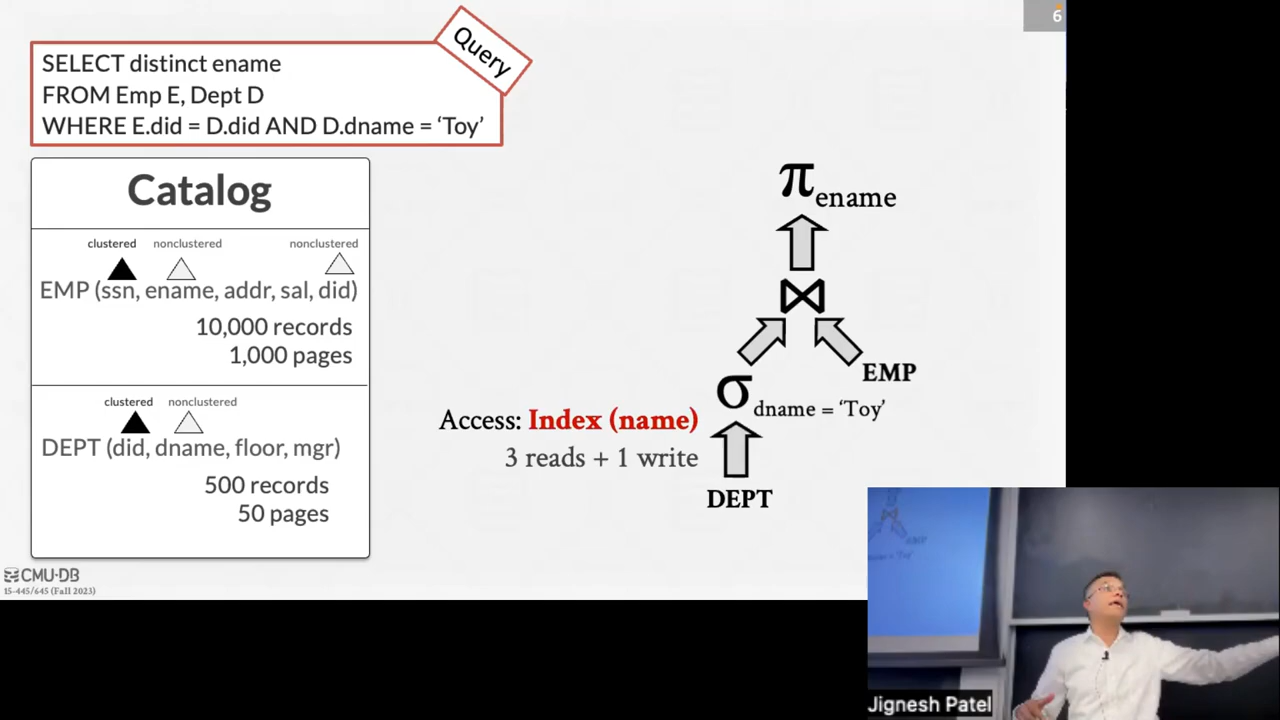 6
Query
SELECT distinct ename
FROM Emp E, Dept D
WHERE E.did = D.did AND D.dname = ‘Toy’
Catalog
clustered nonclustered nonclustered
EMP (ssn, ename, addr, sal, did)
10,000 records
1,000 pages
clustered nonclustered
DEPT (did, dname, floor, mgr)
500 records
50 pages
π ename
⋈
EMP
σ dname = ‘Toy’
Access: Index (name)
3 reads + 1 write
DEPT
CMU·DB
15-445/645 (Fall 2023)
EMP
Jignesh Patel